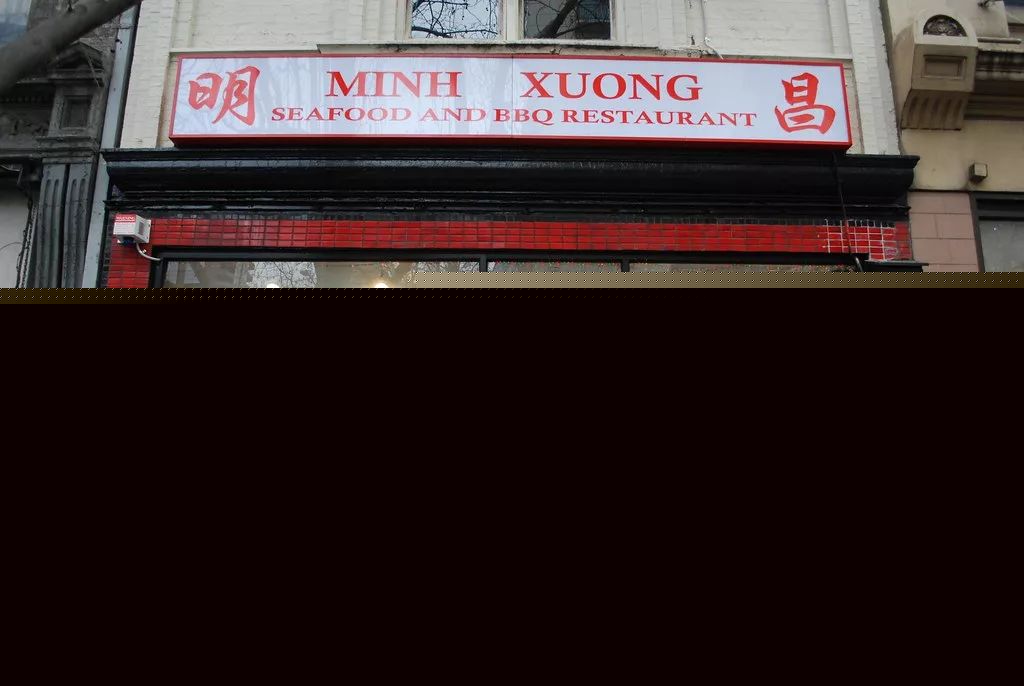 明 MINH XUONG 昌
SEAFOOD AND BBQ RESTAURANT